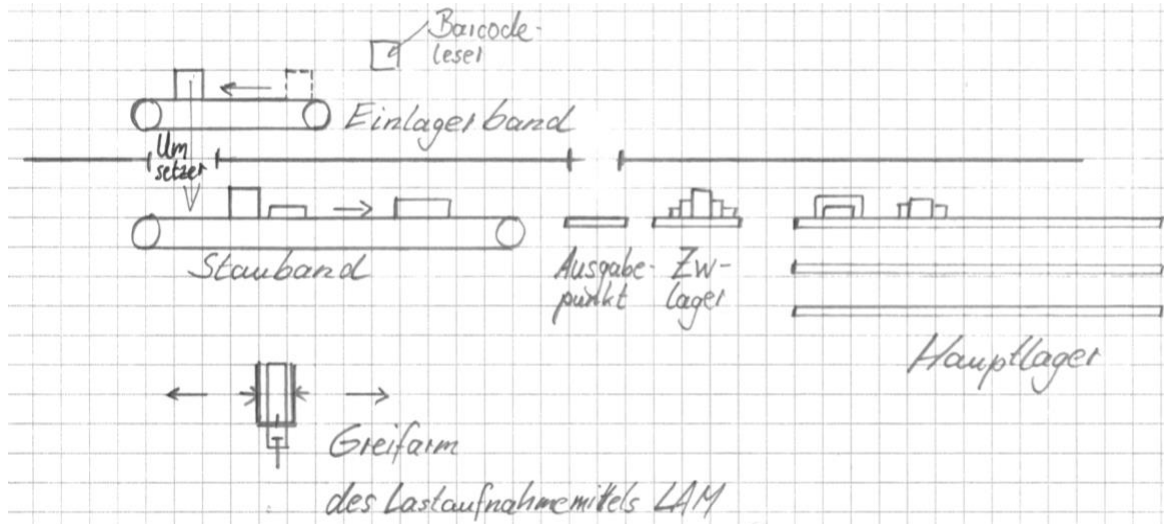 Barcode-
leser
Einlagerband
Um
setzer
Stauband
Ausgabe-
punkt
Zw-
lager
Hauptlager
Greifarm
des Lastaufnahmemittels LAM